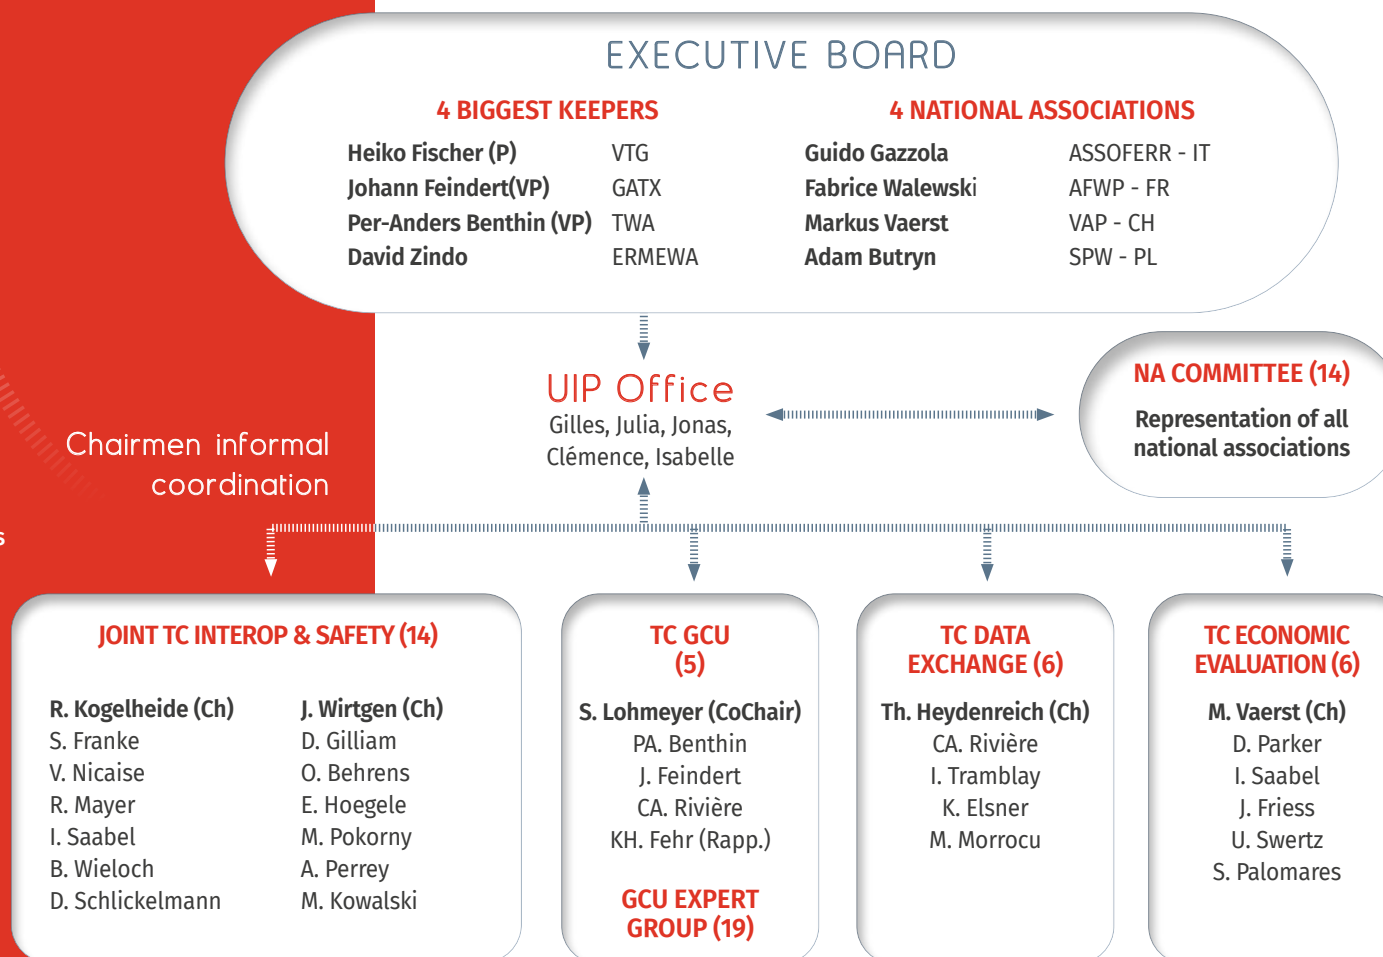 EXECUTIVE BOARD
4 BIGGEST KEEPERS
Heiko Fischer (P) VTG
Johann Feindert(VP) GATX
Per-Anders Benthin (VP) TWA
David Zindo ERMEWA
4 NATIONAL ASSOCIATIONS
Guido Gazzola ASSOFERR - IT
Fabrice Walewski AFWP - FR
Markus Vaerst VAP - CH
Adam Butryn SPW - PL
UIP Office
Gilles, Julia, Jonas,
Clémence, Isabelle
NA COMMITTEE (14)
Representation of all
national associations
Chairmen informal
coordination
s
JOINT TC INTEROP & SAFETY (14)
R. Kogelheide (Ch)
S. Franke
V. Nicaise
R. Mayer
I. Saabel
B. Wieloch
D. Schlickelmann
J. Wirtgen (Ch)
D. Gilliam
O. Behrens
E. Hoegele
M. Pokorny
A. Perrey
M. Kowalski
TC GCU
(5)
S. Lohmeyer (CoChair)
PA. Benthin
J. Feindert
CA. Rivière
KH. Fehr (Rapp.)
GCU EXPERT
GROUP (19)
TC DATA
EXCHANGE (6)
Th. Heydenreich (Ch)
CA. Rivière
I. Tramblay
K. Elsner
M. Morrocu
TC ECONOMIC
EVALUATION (6)
M. Vaerst (Ch)
D. Parker
I. Saabel
J. Friess
U. Swertz
S. Palomares